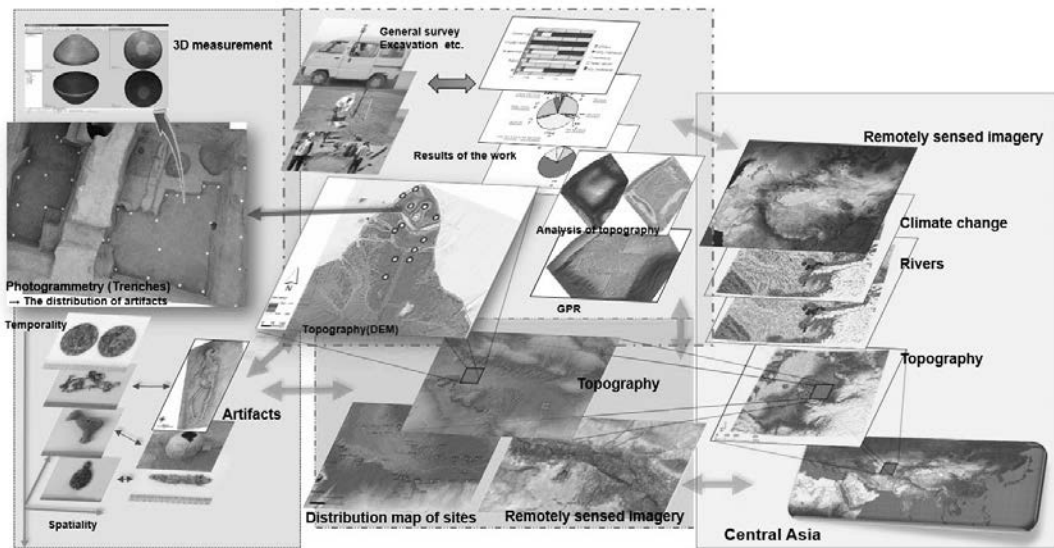 3D measurement
General survey
Excavation etc.
Results of the work
Remotely sensed imagery
Climate change
Rivers
Analysis of topography
Photogrammetry (Trenches)
→ The distribution of artifacts
N
GPR
Topography(DEM)
Temporality
Topography
Topography
Artifacts
Spatiality
Distribution map of sites
Remotely sensed imagery
Central Asia